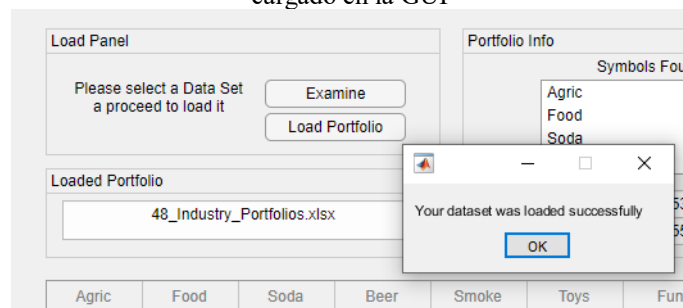 cargado en la GUI
Load Panel
Please select a Data Set
a proceed to load it
Examine
Load Portfolio
Portfolio Info
Symbols Fou
Agric
Food
Soda
Loaded Portfolio
48_Industry_Portfolios.xlsx
Your dataset was loaded successfully
OK
Agric Food Soda Beer Smoke Toys Fun